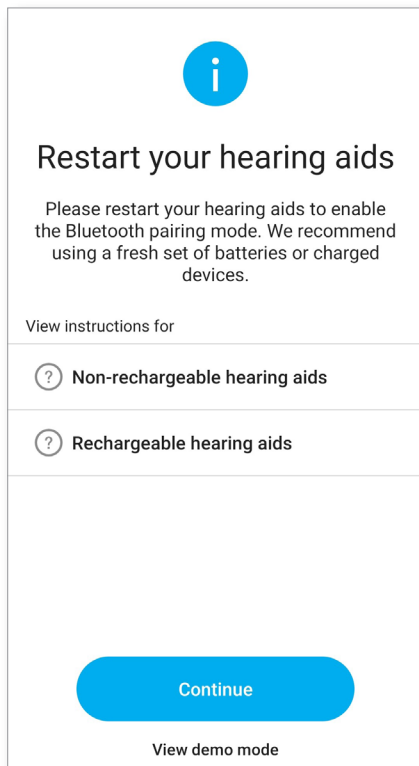 i
Restart your hearing aids
Please restart your hearing aids to enable
the Bluetooth pairing mode. We recommend
using a fresh set of batteries or charged
devices.
View instructions for
? Non-rechargeable hearing aids
? Rechargeable hearing aids
Continue
View demo mode